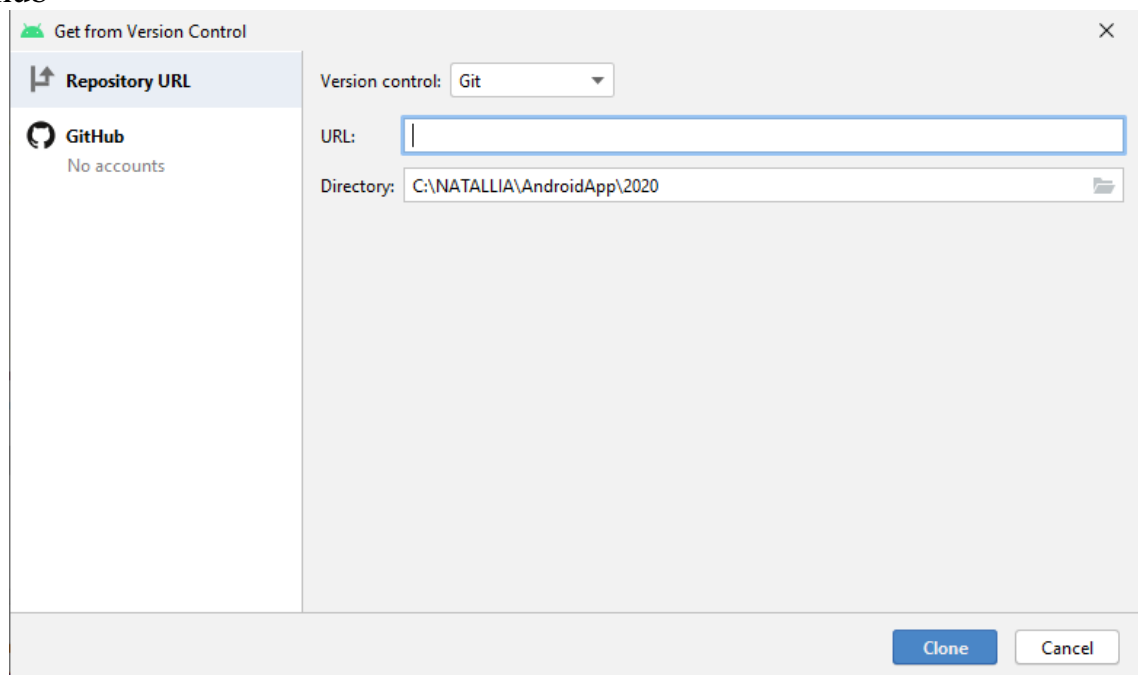 Get from Version Control
Repository URL
GitHub
No accounts
Version control: Git
URL:
Directory: C:\NATALLIA\AndroidApp\2020
Clone Cancel